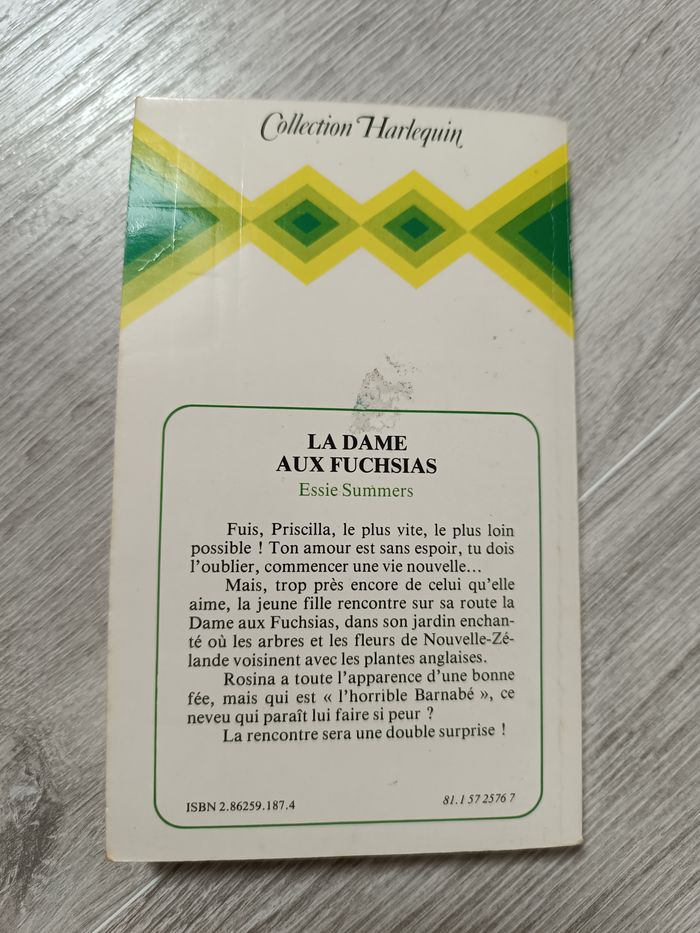 Collection Harlequin
LA DAME
AUX FUCHSIAS
Essie Summers
Fuis, Priscilla, le plus vite, le plus loin
possible ! Ton amour est sans espoir, tu dois
l'oublier, commencer une vie nouvelle...
Mais, trop près encore de celui qu'elle
aime, la jeune fille rencontre sur sa route la
Dame aux Fuchsias, dans son jardin enchan-
té où les arbres et les fleurs de Nouvelle-Zé-
lande voisinent avec les plantes anglaises.
Rosina a toute l'apparence d'une bonne
fée, mais qui est « l'horrible Barnabé », ce
neveu qui paraît lui faire si peur ?
La rencontre sera une double surprise !
ISBN 2.86259.187.4
81.1 57 2576 7